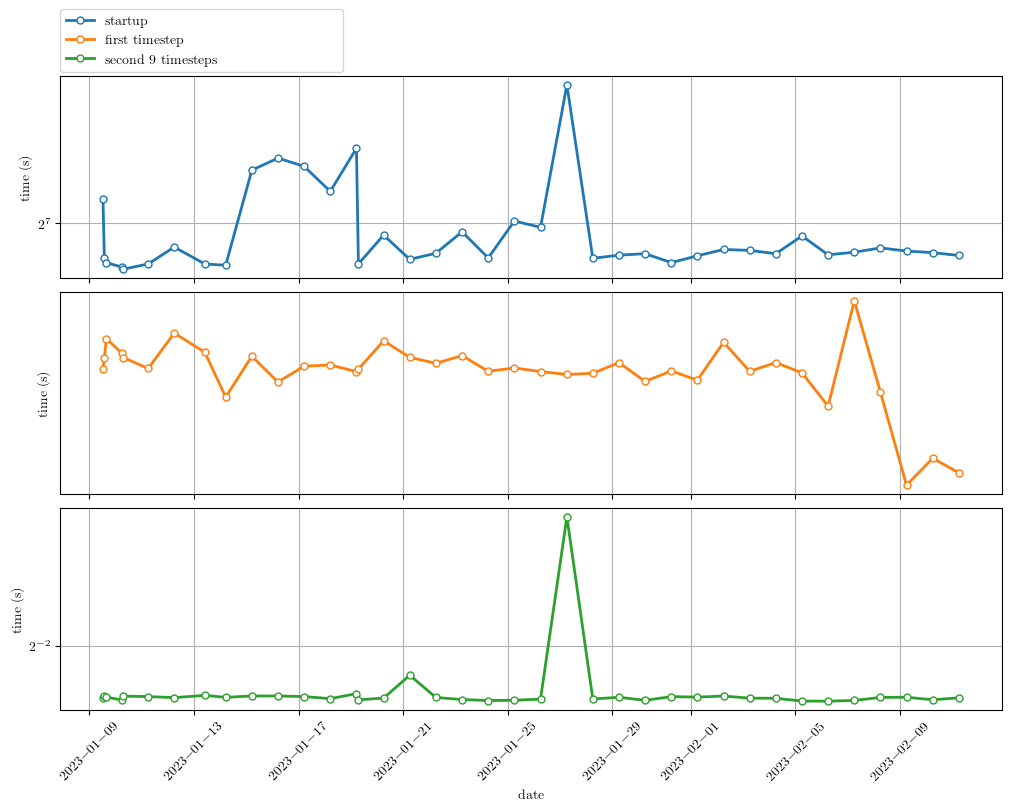 startup
first timestep
second 9 timesteps
time (s)
2^7
time (s)
time (s)
2^{-2}
2023−01−09
2023−01−13
2023−01−17
2023−01−21
2023−01−25
2023−01−29
2023−02−01
2023−02−05
2023−02−09
date